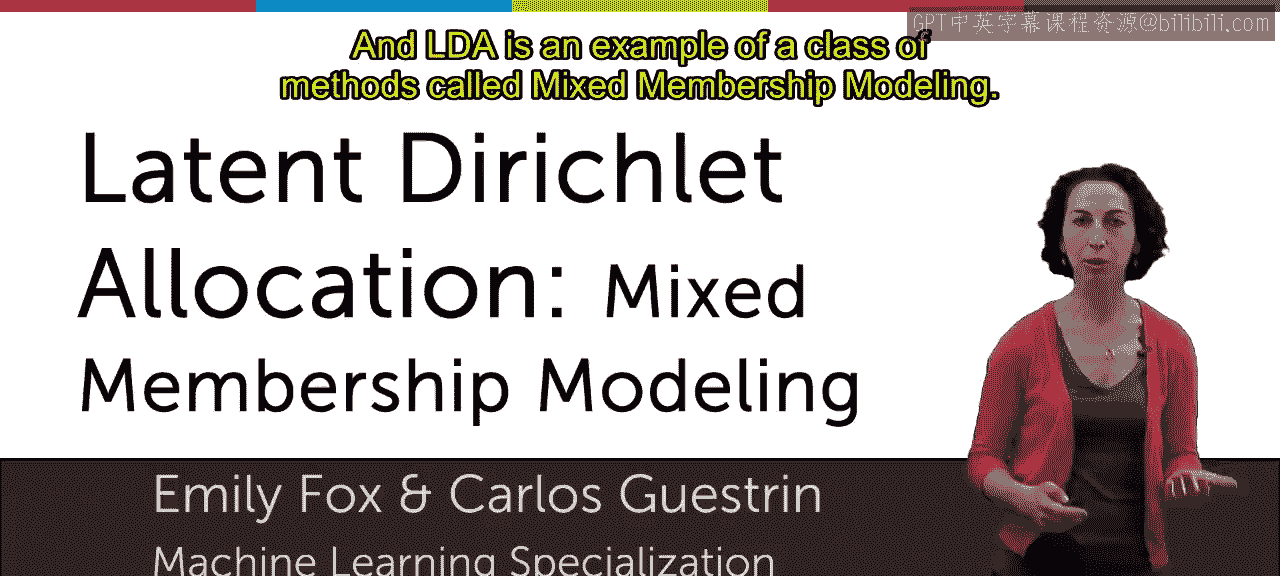 GPT中英字幕课程资源@bilibili.com
And LDA is an example of a class of
methods called Mixed Membership Modeling.
Latent Dirichlet
Allocation: Mixed
Membership Modeling
Emily Fox & Carlos Guestrin
Machine Learning Specialization